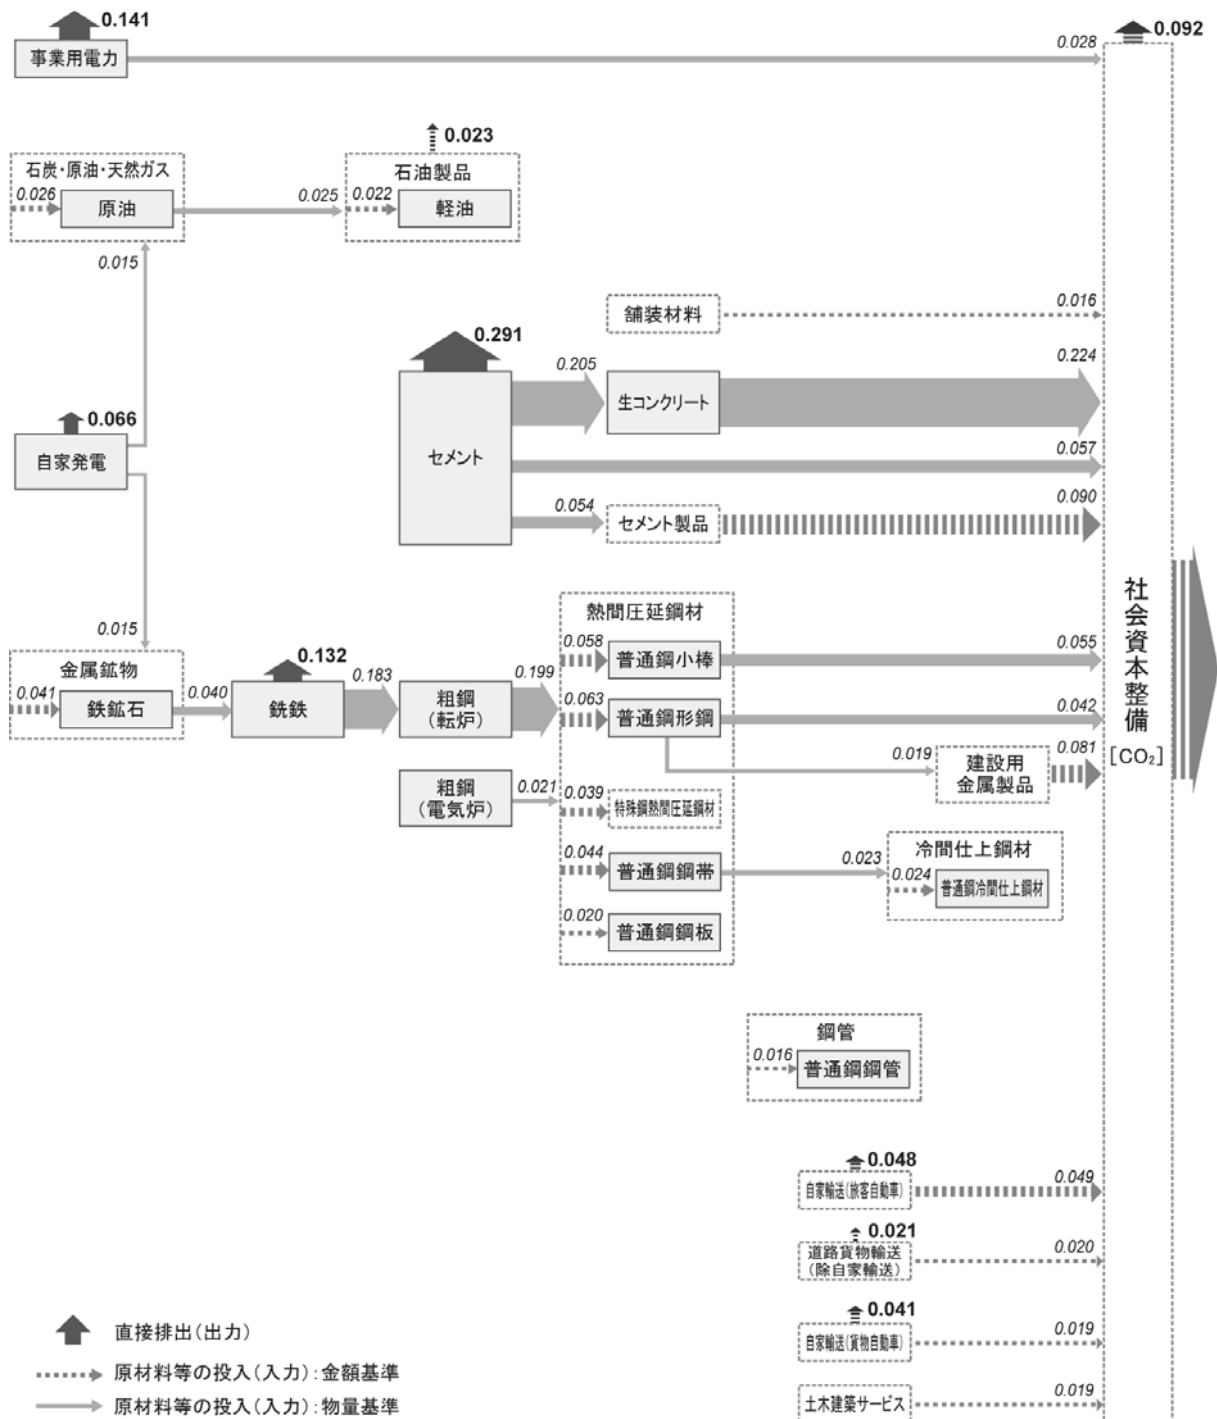 0.141
事業用電力
0.028
0.092
0.023
石炭・原油・天然ガス
0.026
原油
0.025
石油製品
0.022
軽油
0.015
舗装材料
0.016
0.291
0.205
0.224
生コンクリート
0.066
自家発電
セメント
0.057
0.054
セメント製品
0.090
0.015
社会資本整備
[CO₂]
熱間圧延鋼材
0.058
普通鋼小棒
0.055
金属鉱物
0.041
鉄鉱石
0.040
0.132
銑鉄
0.183
粗鋼
(転炉)
0.199
0.063
普通鋼形鋼
0.042
0.019
建設用
金属製品
0.081
粗鋼
(電気炉)
0.021
0.039
特殊鋼熱間圧延鋼材
0.044
普通鋼鋼帯
0.023
冷間仕上鋼材
0.024
普通鋼冷間仕上鋼材
0.020
普通鋼鋼板
鋼管
0.016
普通鋼鋼管
0.048
自家輸送(旅客自動車)
0.049
0.021
道路貨物輸送
(除自家輸送)
0.020
0.041
自家輸送(貨物自動車)
0.019
土木建築サービス
0.019
直接排出(出力)
原材料等の投入(入力):金額基準
原材料等の投入(入力):物量基準